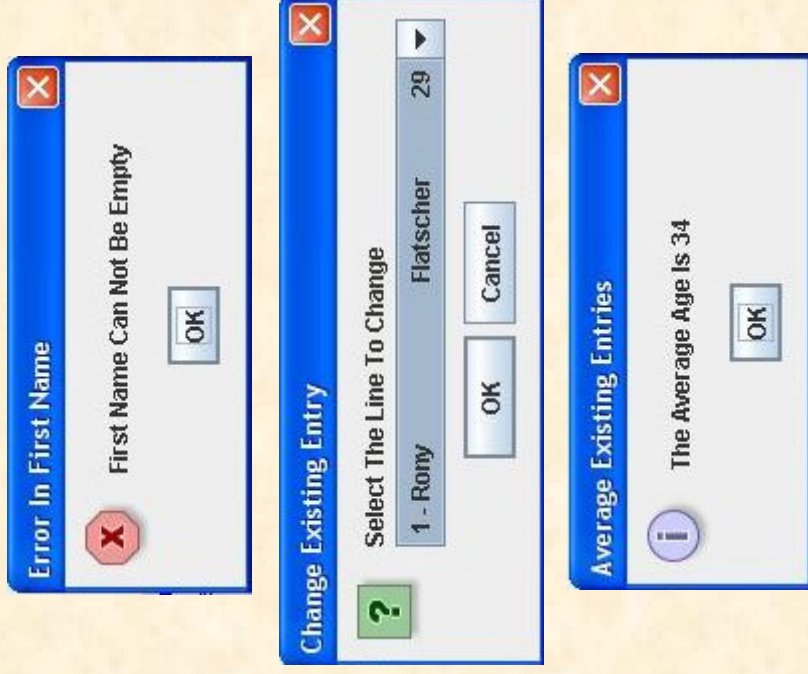 Error In First Name
First Name Can Not Be Empty
OK
Change Existing Entry
Select The Line To Change
1 - Rony Flatscher 29
OK Cancel
Average Existing Entries
The Average Age Is 34
OK